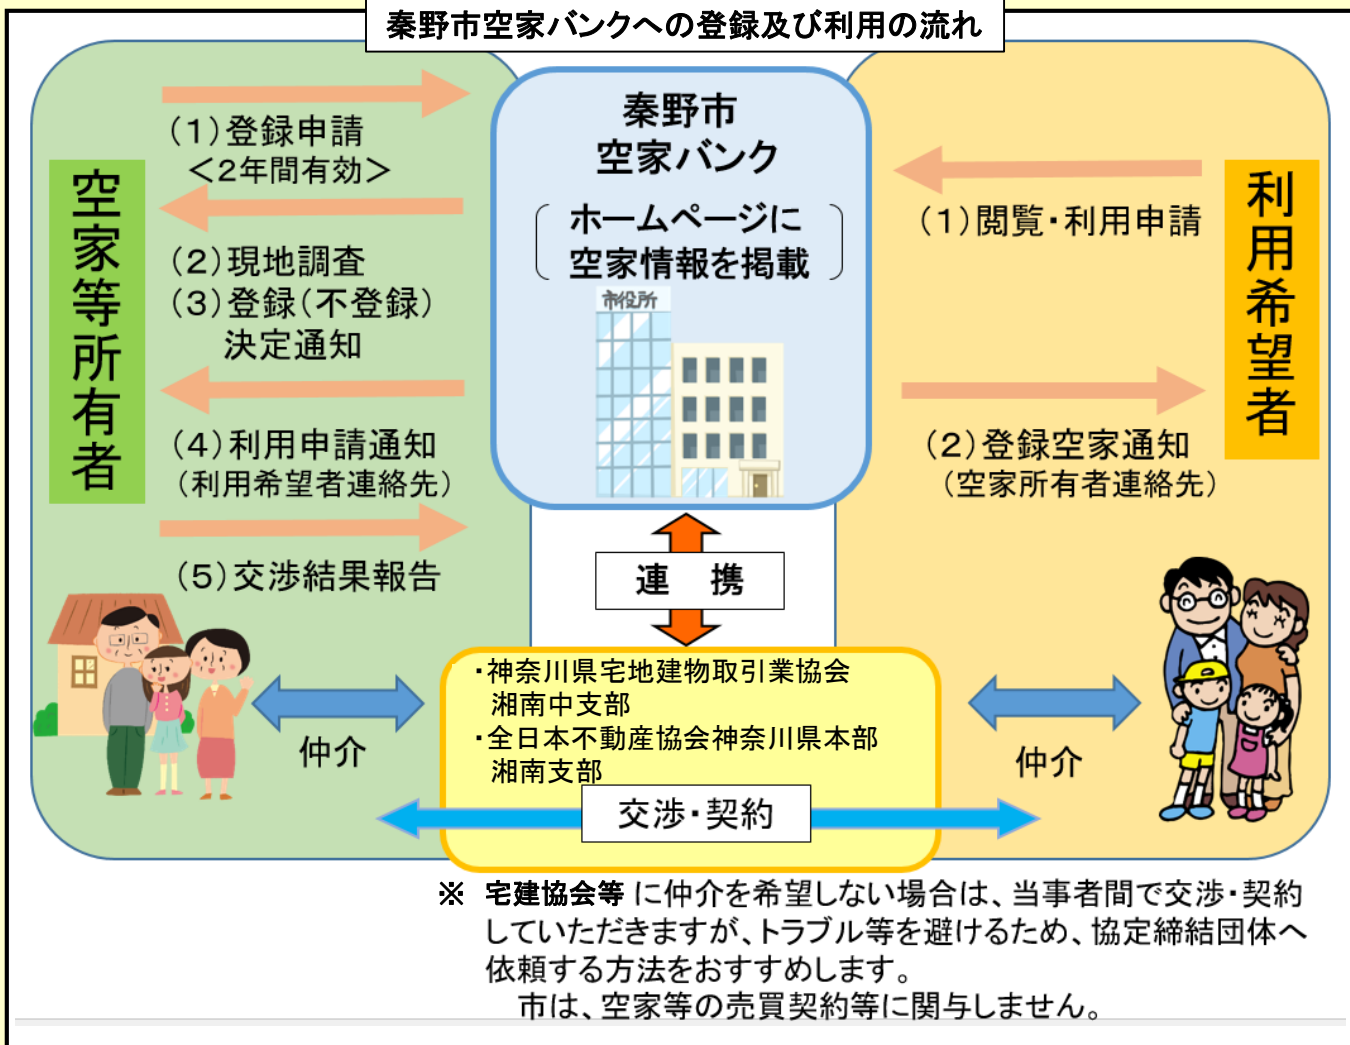 秦野市空家バンクへの登録及び利用の流れ
空家等所有者
(1)登録申請
<2年間有効>
(2)現地調査
(3)登録(不登録)
決定通知
(4)利用申請通知
(利用希望者連絡先)
(5)交渉結果報告
秦野市
空家バンク
ホームページに
空家情報を掲載
市役所
利用希望者
(1)閲覧・利用申請
(2)登録空家通知
(空家所有者連絡先)
連 携
・神奈川県宅地建物取引業協会
湘南中支部
・全日本不動産協会神奈川県本部
湘南支部
仲介
仲介
交渉・契約
※ 宅建協会等 に仲介を希望しない場合は、当事者間で交渉・契約
していただきますが、トラブル等を避けるため、協定締結団体へ
依頼する方法をおすすめします。
市は、空家等の売買契約等に関与しません。